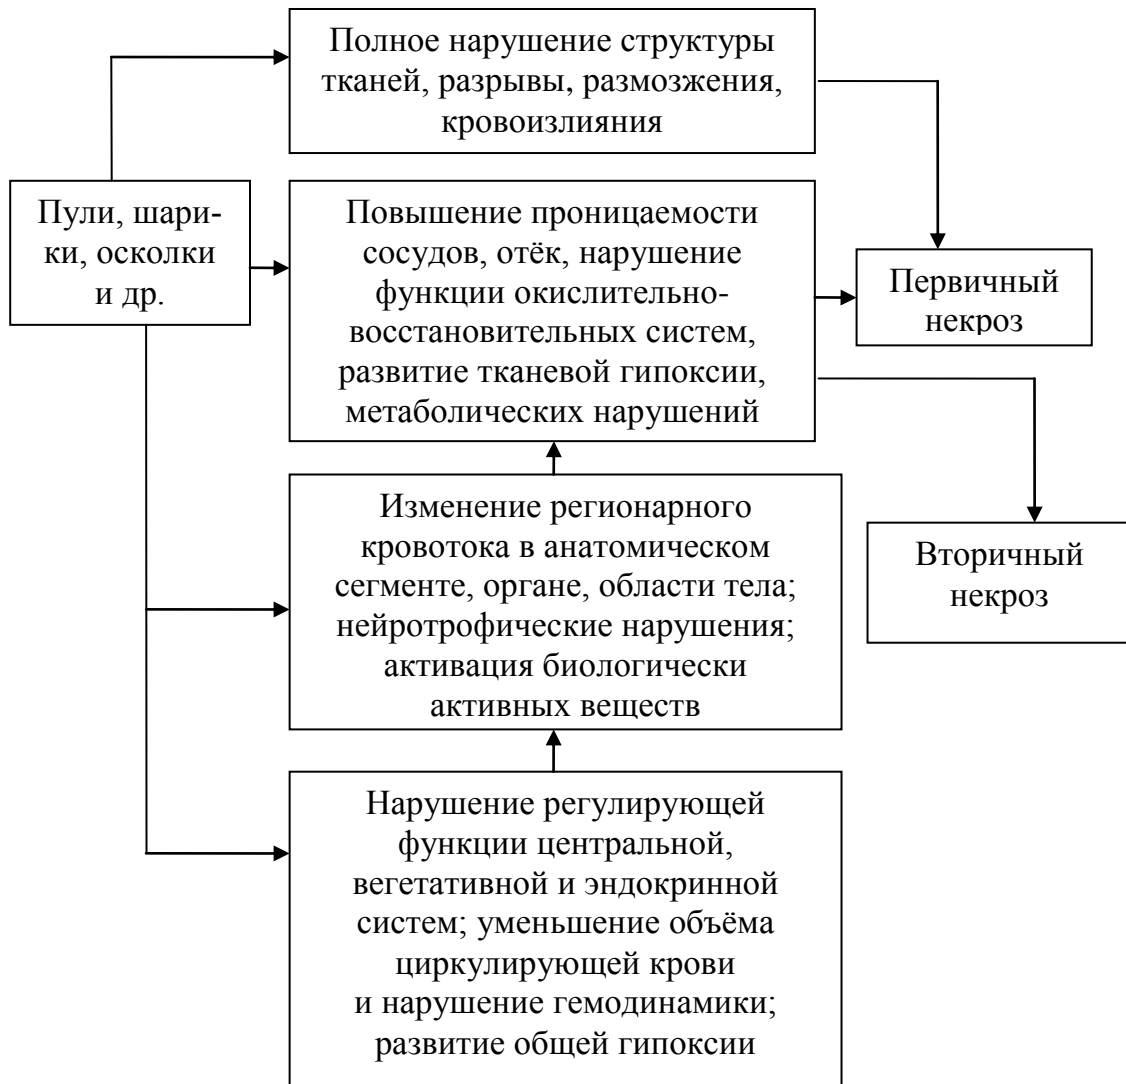 Полное нарушение структуры
тканей, разрывы, размозжения,
кровоизлияния
Пули, шари-
ки, осколки
и др.
Повышение проницаемости
сосудов, отёк, нарушение
функции окислительно-
восстановительных систем,
развитие тканевой гипоксии,
метаболических нарушений
Первичный
некроз
Изменение регионарного
кровотока в анатомическом
сегменте, органе, области тела;
нейротрофические нарушения;
активация биологически
активных веществ
Вторичный
некроз
Нарушение регулирующей
функции центральной,
вегетативной и эндокринной
систем; уменьшение объёма
циркулирующей крови
и нарушение гемодинамики;
развитие общей гипоксии